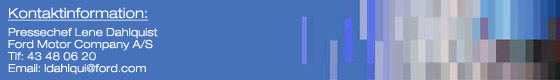 Kontaktinformation:
Pressechef Lene Dahlquist
Ford Motor Company A/S
Tlf: 43 48 06 20
Email: ldahlqui@ford.com